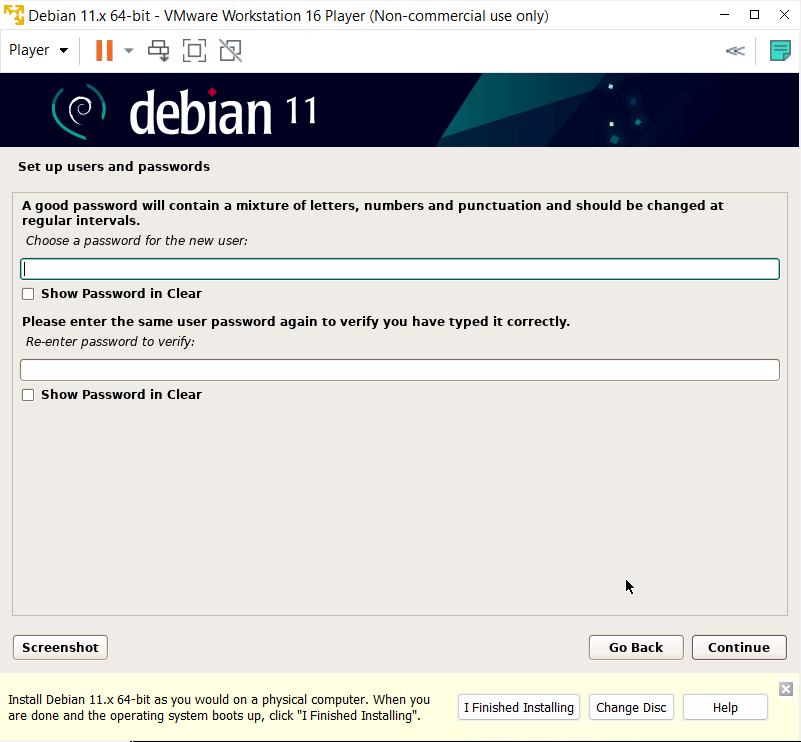 Debian 11.x 64-bit - VMware Workstation 16 Player (Non-commercial use only)
Player
debian 11
Set up users and passwords
A good password will contain a mixture of letters, numbers and punctuation and should be changed at
regular intervals.
Choose a password for the new user:
Show Password in Clear
Please enter the same user password again to verify you have typed it correctly.
Re-enter password to verify:
Show Password in Clear
Screenshot
Go Back
Continue
Install Debian 11.x 64-bit as you would on a physical computer. When you
are done and the operating system boots up, click "I Finished Installing".
I Finished Installing
Change Disc
Help